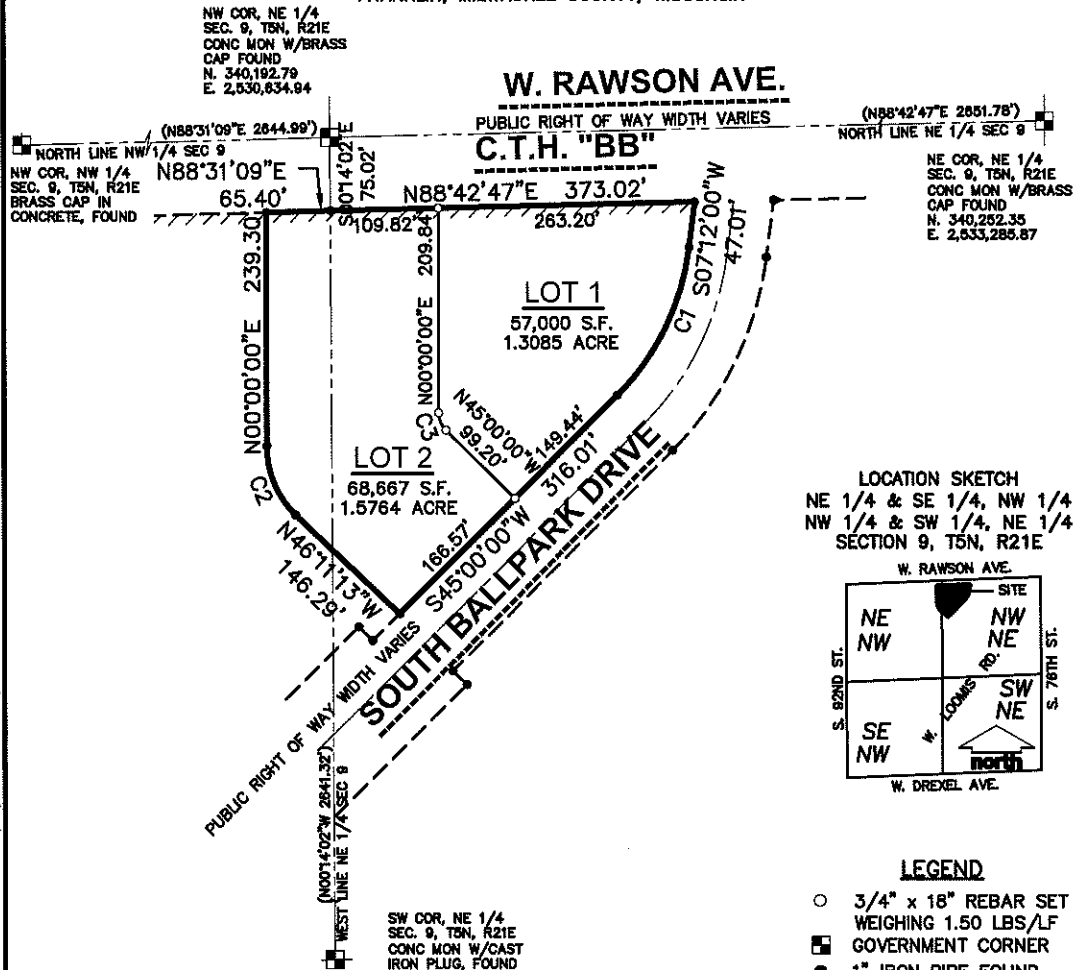 NW COR, NE 1/4
SEC. 9, T5N, R21E
CONC MON W/BRASS
CAP FOUND
N. 340,192.79
E. 2,530,634.94
W. RAWSON AVE.
PUBLIC RIGHT OF WAY WIDTH VARIES
C.T.H. "BB"
(N88°31'09"E 2644.99')
NORTH LINE NW 1/4 SEC 9
(N88°42'47"E 2651.78')
NORTH LINE NE 1/4 SEC 9
NW COR, NW 1/4
SEC. 9, T5N, R21E
BRASS CAP IN
CONCRETE, FOUND
NE COR, NE 1/4
SEC. 9, T5N, R21E
CONC MON W/BRASS
CAP FOUND
N. 340,252.35
E. 2,533,285.87
N88°31'09"E
65.40'
S00°14'02"E
75.02'
N88°42'47"E 373.02'
109.82'
263.20'
S07°12'00"W
47.01'
N00°00'00"E 239.30'
N00°00'00"E 209.84'
LOT 1
57,000 S.F.
1.3085 ACRE
C1
C3
N45°00'00"W
99.20'
149.44'
316.01'
LOT 2
68,667 S.F.
1.5764 ACRE
C2
N46°11'13"W
146.29'
166.57'
S45°00'00"W
SOUTH BALLPARK DRIVE
PUBLIC RIGHT OF WAY WIDTH VARIES
(N00°14'02"W 2641.32')
WEST LINE NE 1/4 SEC 9
SW COR, NE 1/4
SEC. 9, T5N, R21E
CONC MON W/CAST
IRON PLUG, FOUND
LOCATION SKETCH
NE 1/4 & SE 1/4, NW 1/4
NW 1/4 & SW 1/4, NE 1/4
SECTION 9, T5N, R21E
W. RAWSON AVE.
SITE
NE
NW
NW
NE
S. 92ND ST.
W. LOOMIS RD.
S. 76TH ST.
SE
NW
SW
NE
north
W. DREXEL AVE.
LEGEND
3/4" x 18" REBAR SET
WEIGHING 1.50 LBS/LF
GOVERNMENT CORNER
1" IRON PIPE FOUND